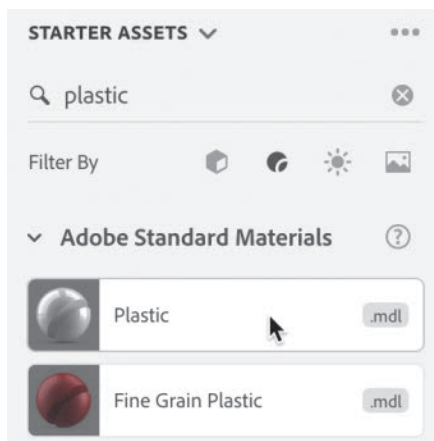 STARTER ASSETS
plastic
Filter By
Adobe Standard Materials
Plastic .mdl
Fine Grain Plastic .mdl